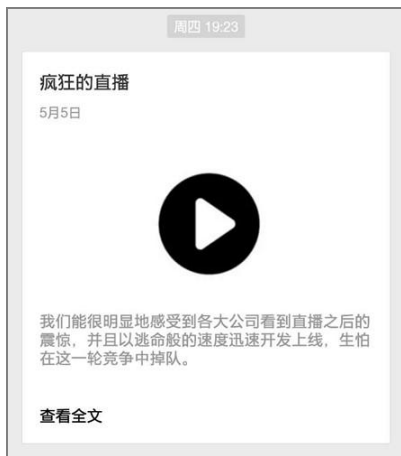 周四 19:23
疯狂的直播
5月5日
我们能很明显地感受到各大公司看到直播之后的
震惊，并且以逃命般的速度迅速开发上线，生怕
在这一轮竞争中掉队。
查看全文